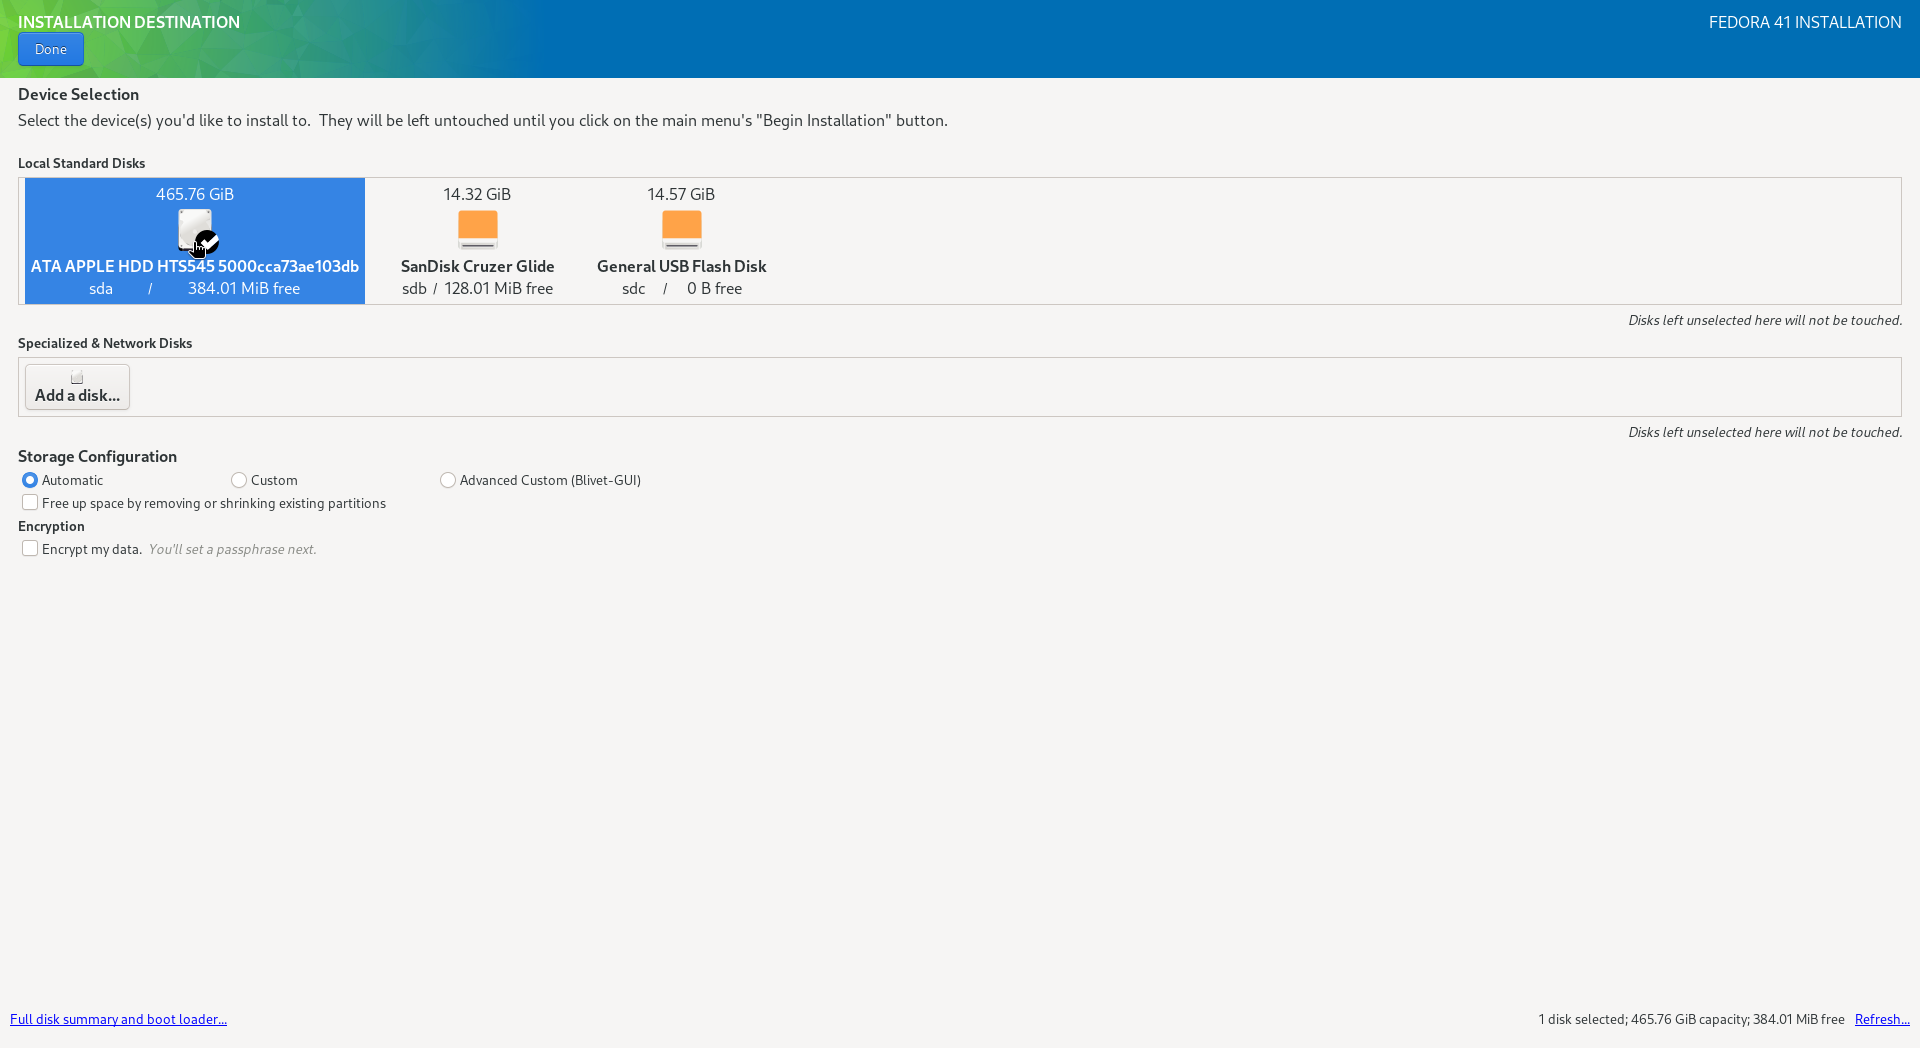 INSTALLATION DESTINATION
FEDORA 41 INSTALLATION
Done
Device Selection
Select the device(s) you'd like to install to.  They will be left untouched until you click on the main menu's "Begin Installation" button.
Local Standard Disks
465.76 GiB
ATA APPLE HDD HTS545 5000cca73ae103db
sda / 384.01 MiB free
14.32 GiB
SanDisk Cruzer Glide
sdb / 128.01 MiB free
14.57 GiB
General USB Flash Disk
sdc / 0 B free
Disks left unselected here will not be touched.
Specialized & Network Disks
Add a disk...
Disks left unselected here will not be touched.
Storage Configuration
Automatic Custom Advanced Custom (Blivet-GUI)
Free up space by removing or shrinking existing partitions
Encryption
Encrypt my data. You'll set a passphrase next.
Full disk summary and boot loader...
1 disk selected; 465.76 GiB capacity; 384.01 MiB free Refresh...